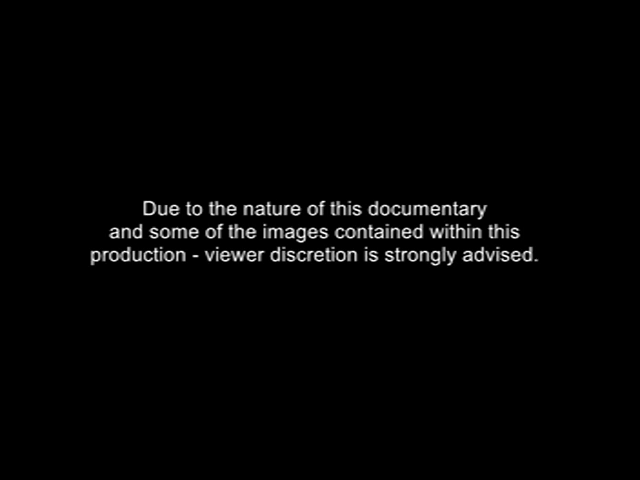 Due to the nature of this documentary
and some of the images contained within this
production - viewer discretion is strongly advised.